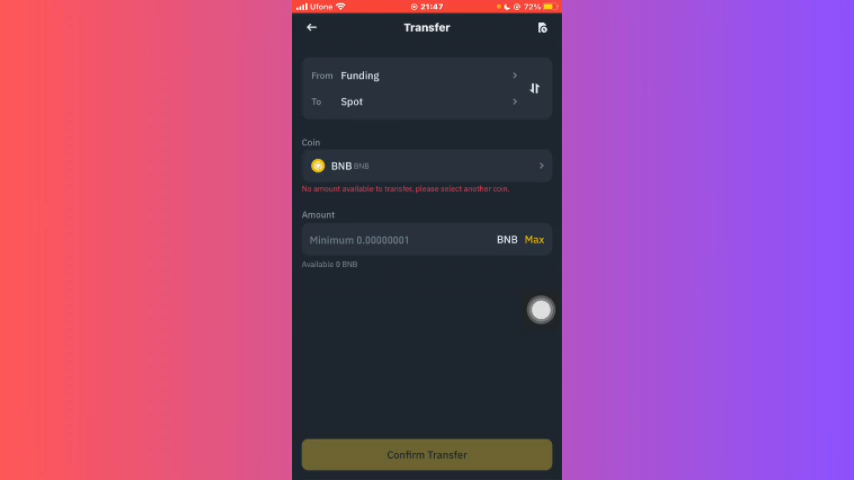 Ufone 21:47 72%
Transfer
From Funding
To Spot
Coin
BNB BNB
No amount available to transfer, please select another coin.
Amount
Minimum 0.00000001 BNB Max
Available 0 BNB
Confirm Transfer